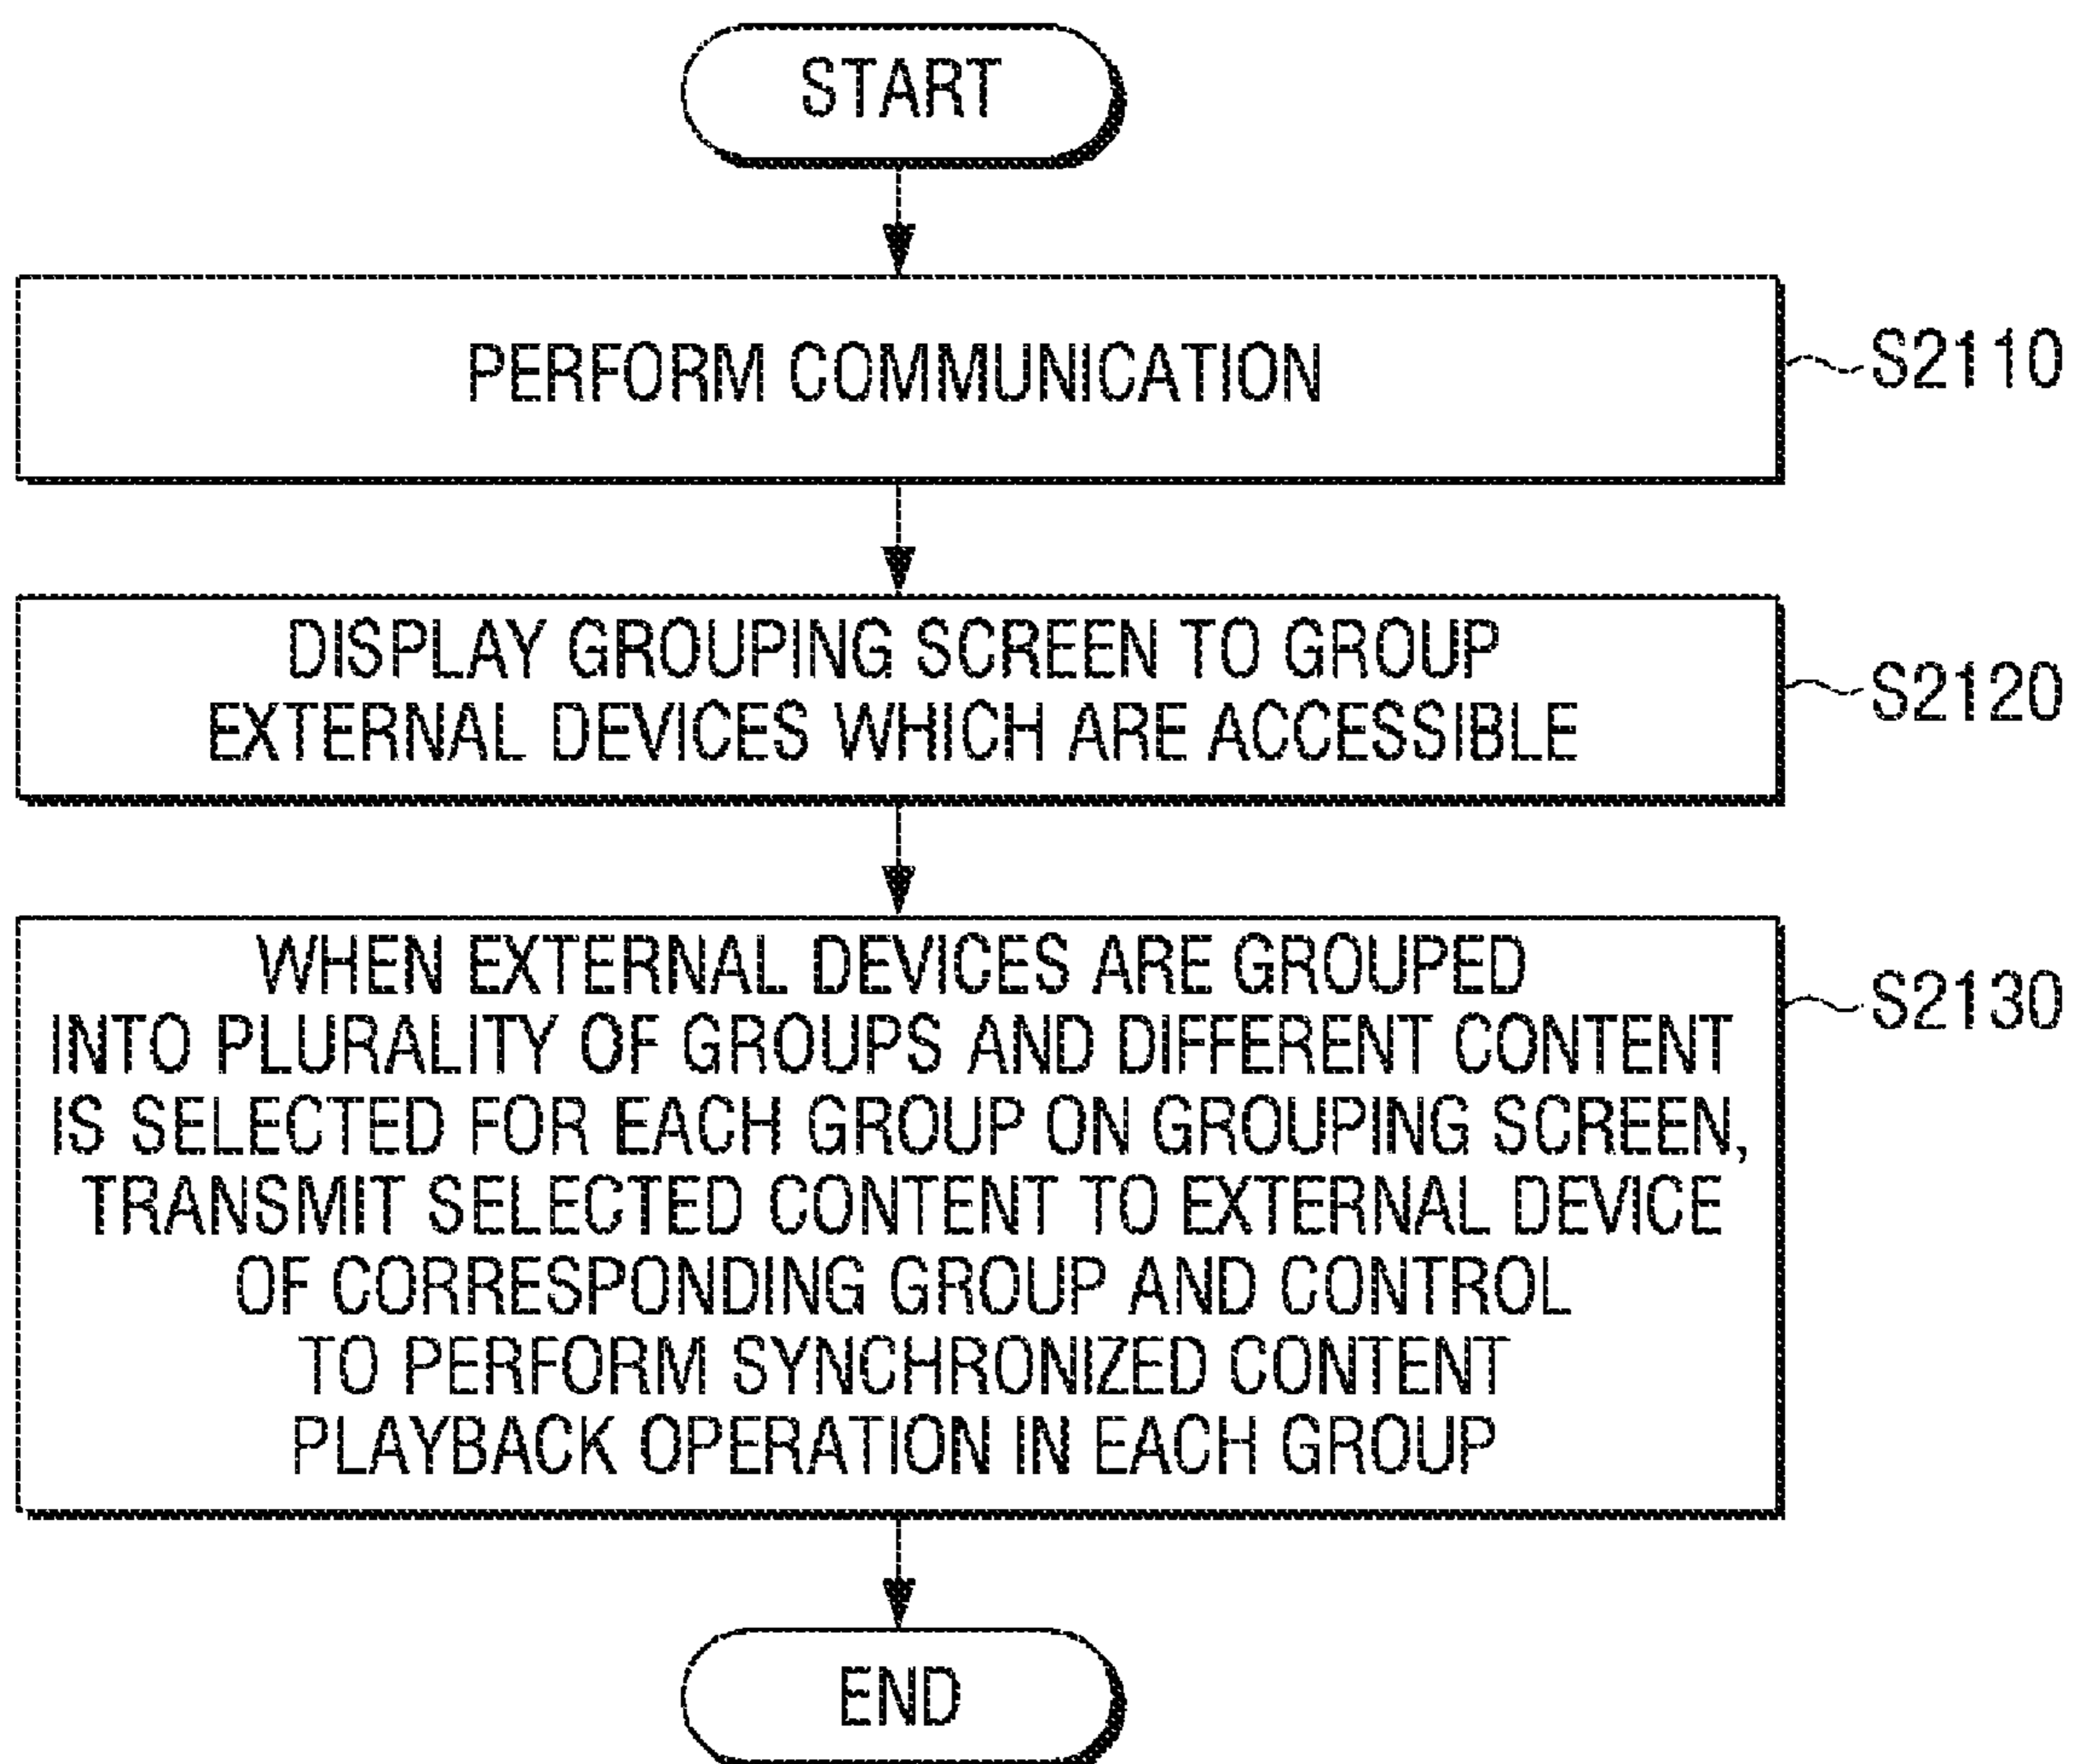 START
PERFORM COMMUNICATION
S2110
DISPLAY GROUPING SCREEN TO GROUP
EXTERNAL DEVICES WHICH ARE ACCESSIBLE
S2120
WHEN EXTERNAL DEVICES ARE GROUPED
INTO PLURALITY OF GROUPS AND DIFFERENT CONTENT
IS SELECTED FOR EACH GROUP ON GROUPING SCREEN,
TRANSMIT SELECTED CONTENT TO EXTERNAL DEVICE
OF CORRESPONDING GROUP AND CONTROL
TO PERFORM SYNCHRONIZED CONTENT
PLAYBACK OPERATION IN EACH GROUP
S2130
END